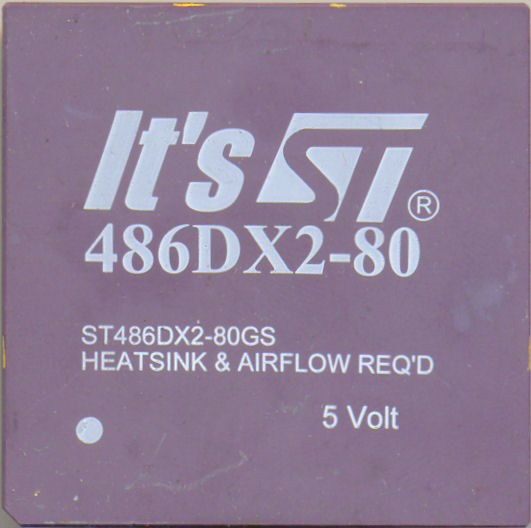 It's ST®
486DX2-80
ST486DX2-80GS
HEATSINK & AIRFLOW REQ'D
5 Volt